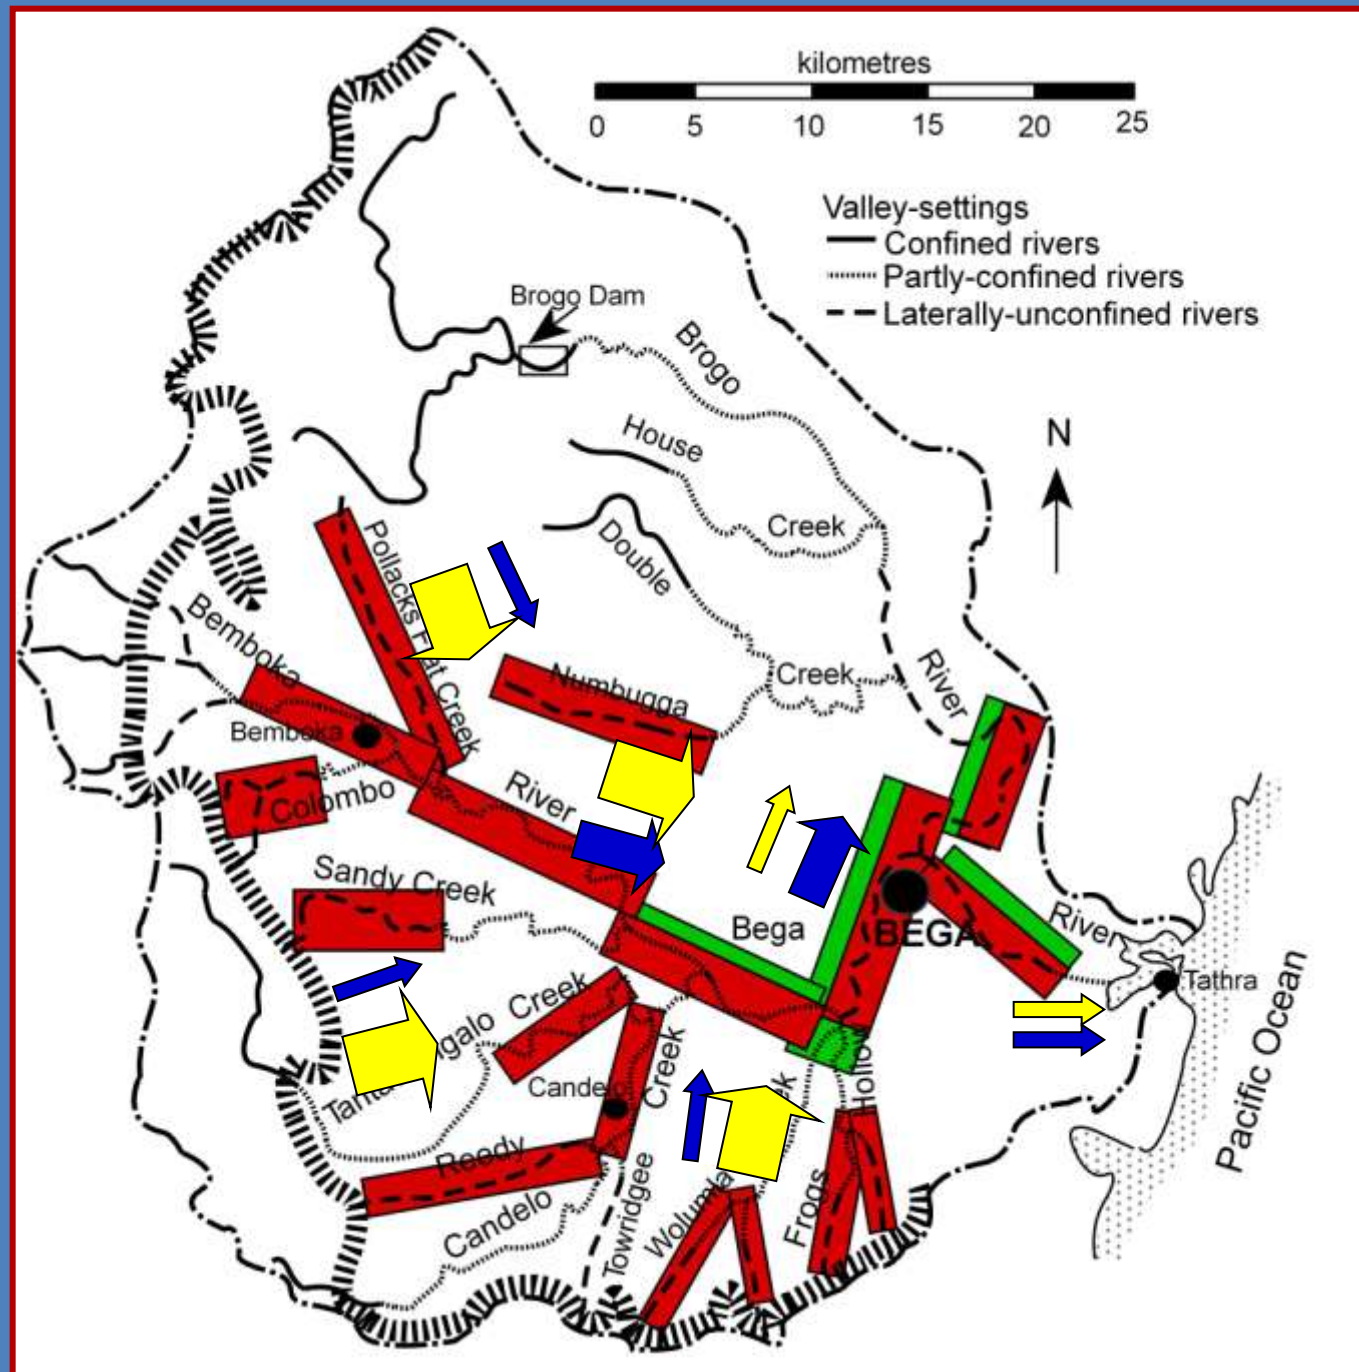 kilometres
0 5 10 15 20 25
Valley-settings
Confined rivers
Partly-confined rivers
Laterally-unconfined rivers
Brogo Dam
Brogo
N
House
Creek
Double
Creek
River
Pollacks Flat Creek
Bemboka
Bemboka
Numbugga
River
Colombo
Sandy Creek
Bega
BEGA
River
Tathra
Pacific Ocean
Creek
Candelo
Creek
Reedy
Candelo
Towridgee
Wolumla
Frogs